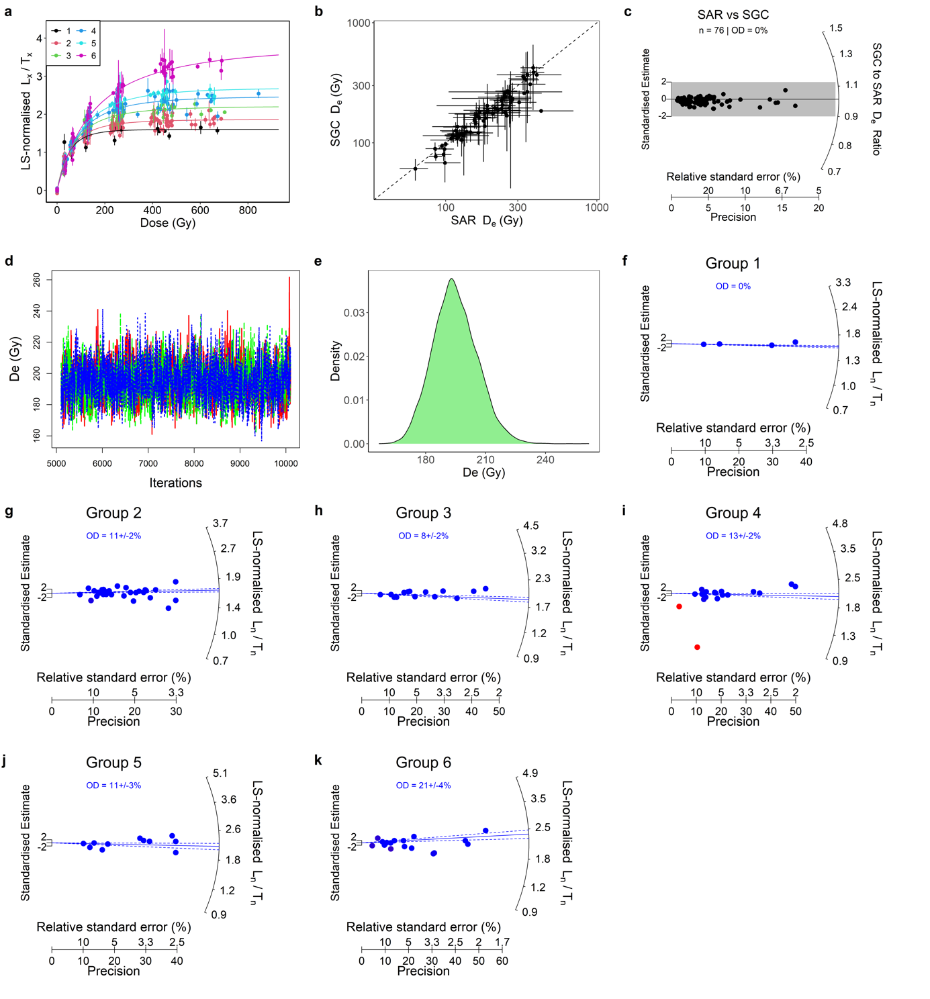 a
LS-normalised Lx / Tx
4
3
2
1
0
1 4
2 5
3 6
0 200 400 600 800
Dose (Gy)
b
SGC De (Gy)
1000
300
100
100 300 1000
SAR De (Gy)
c
SAR vs SGC
n = 76 | OD = 0%
Standardised Estimate
2
0
-2
1.5
1.3
1.1
0.9
0.8
0.7
SGC to SAR De Ratio
Relative standard error (%)
20 10 6.7 5
0 5 10 15 20
Precision
d
De (Gy)
260
240
220
200
180
160
5000 6000 7000 8000 9000 10000
Iterations
e
Density
0.03
0.02
0.01
0.00
180 210 240
De (Gy)
f
Group 1
OD = 0%
Standardised Estimate
2
-2
3.3
2.4
1.8
1.3
1.0
0.7
LS-normalised Ln / Tn
Relative standard error (%)
10 5 3.3 2.5
0 10 20 30 40
Precision
g
Group 2
OD = 11+/-2%
Standardised Estimate
2
-2
3.7
2.7
1.9
1.4
1.0
0.7
LS-normalised Ln / Tn
Relative standard error (%)
10 5 3.3
0 10 20 30
Precision
h
Group 3
OD = 8+/-2%
Standardised Estimate
2
-2
4.5
3.2
2.3
1.7
1.2
0.9
LS-normalised Ln / Tn
Relative standard error (%)
10 5 3.3 2.5 2
0 10 20 30 40 50
Precision
i
Group 4
OD = 13+/-2%
Standardised Estimate
2
-2
4.8
3.5
2.5
1.8
1.3
0.9
LS-normalised Ln / Tn
Relative standard error (%)
10 5 3.3 2.5 2
0 10 20 30 40 50
Precision
j
Group 5
OD = 11+/-3%
Standardised Estimate
2
-2
5.1
3.6
2.6
1.8
1.2
0.9
LS-normalised Ln / Tn
Relative standard error (%)
10 5 3.3 2.5
0 10 20 30 40
Precision
k
Group 6
OD = 21+/-4%
Standardised Estimate
2
-2
4.9
3.5
2.5
1.8
1.2
0.9
LS-normalised Ln / Tn
Relative standard error (%)
10 5 3.3 2.5 2 1.7
0 10 20 30 40 50 60
Precision